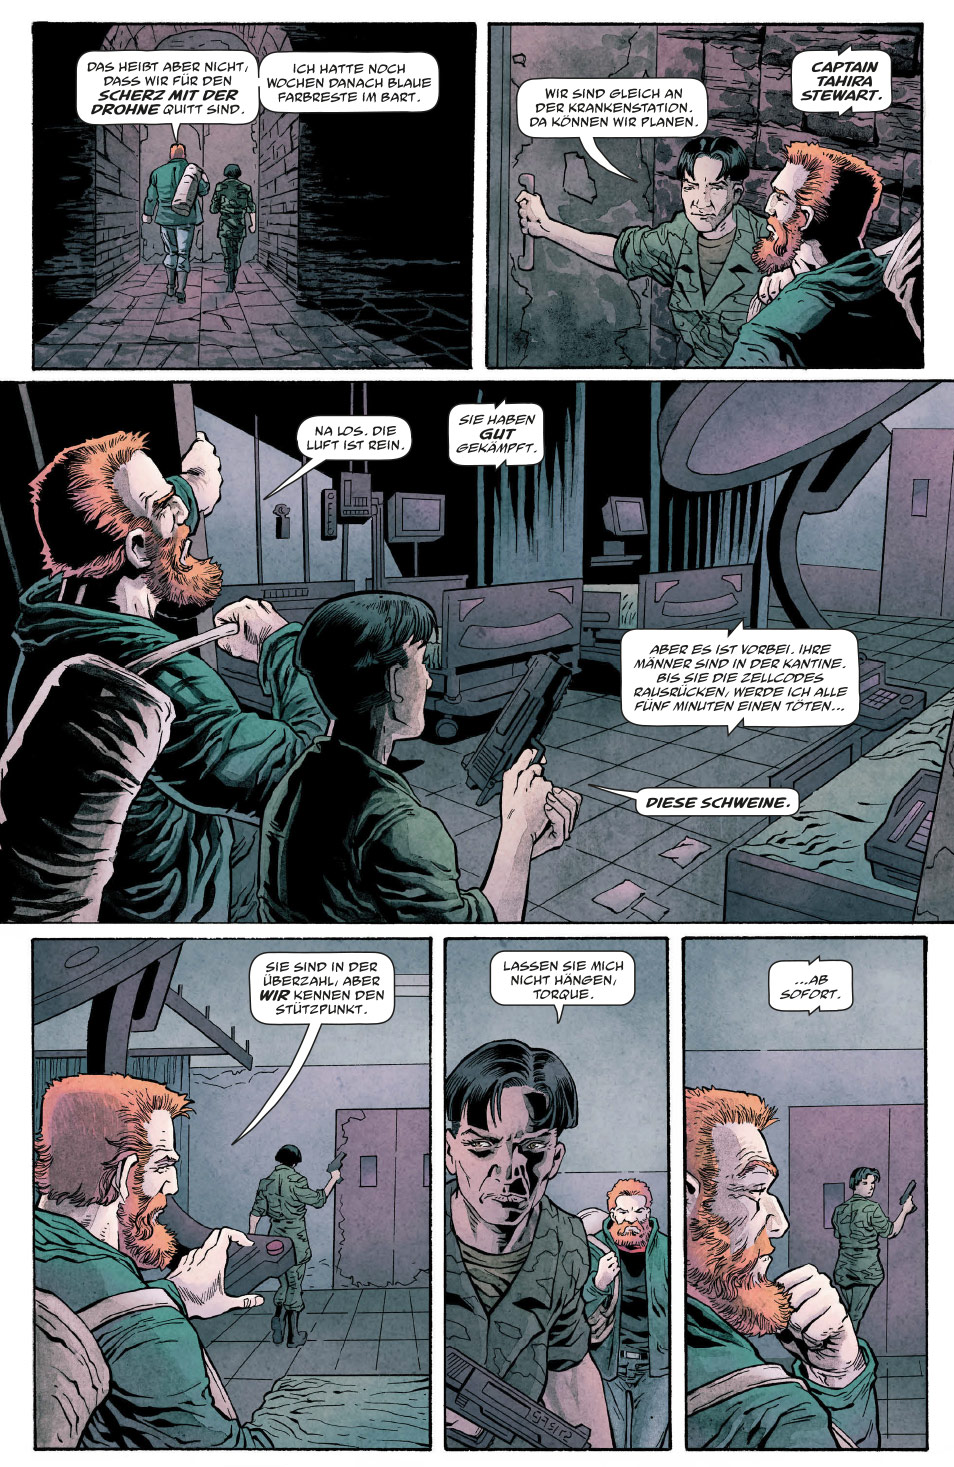 DAS HEIßT ABER NICHT,
DASS WIR FÜR DEN
SCHERZ MIT DER
DROHNE QUITT SIND.
ICH HATTE NOCH
WOCHEN DANACH BLAUE
FARBRESTE IM BART.
WIR SIND GLEICH AN
DER KRANKENSTATION.
DA KÖNNEN WIR PLANEN.
CAPTAIN
TAHIRA
STEWART.
NA LOS. DIE
LUFT IST REIN.
SIE HABEN
GUT
GEKÄMPFT.
ABER ES IST VORBEI. IHRE
MÄNNER SIND IN DER KANTINE.
BIS SIE DIE ZELLCODES
RAUSRÜCKEN, WERDE ICH ALLE
FÜNF MINUTEN EINEN TÖTEN...
DIESE SCHWEINE.
SIE SIND IN DER
ÜBERZAHL, ABER
WIR KENNEN DEN
STÜTZPUNKT.
LASSEN SIE MICH
NICHT HÄNGEN,
TORQUE.
...AB
SOFORT.